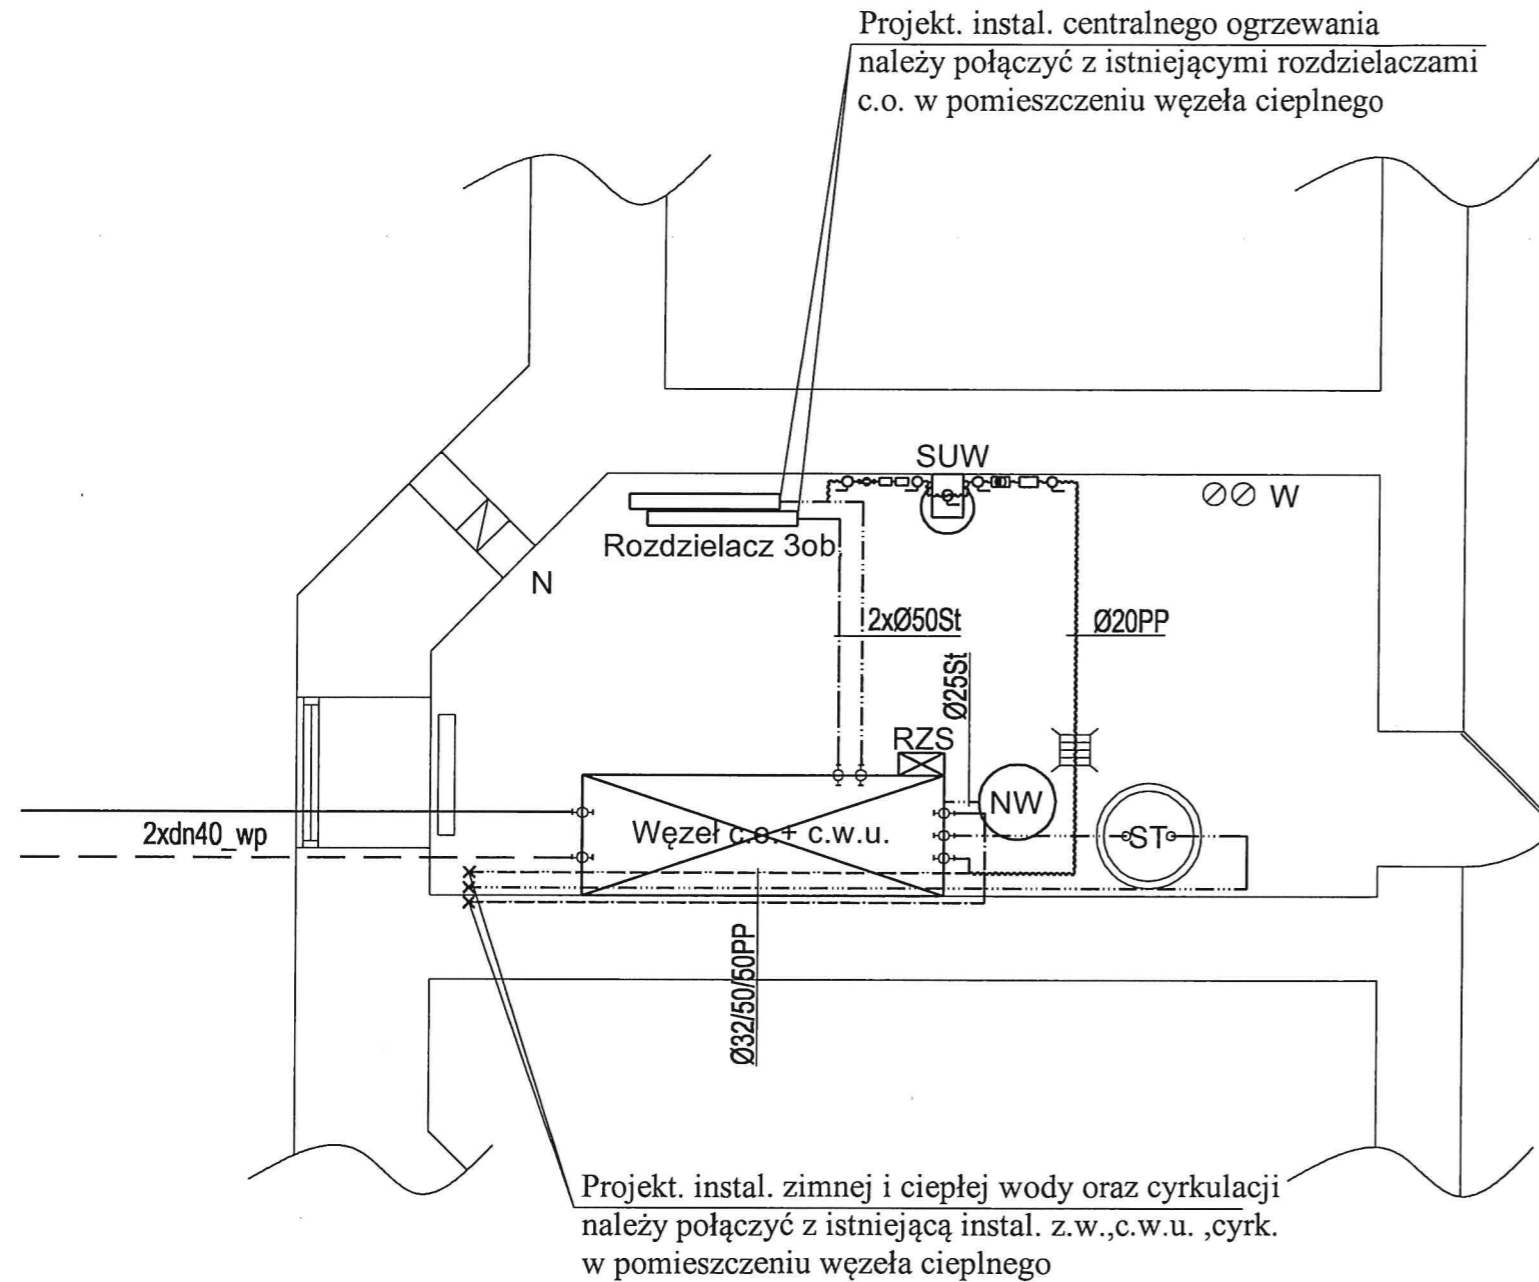 Projekt. instal. centralnego ogrzewania
należy połączyć z istniejącymi rozdzielaczami
c.o. w pomieszczeniu węzeła cieplnego
SUW
W
Rozdzielacz 3ob
N
2xØ50St
Ø20PP
Ø25St
RZS
NW
2xdn40_wp
Węzeł c.o.+ c.w.u.
ST
Ø32/50/50PP
Projekt. instal. zimnej i ciepłej wody oraz cyrkulacji
należy połączyć z istniejącą instal. z.w.,c.w.u. ,cyrk.
w pomieszczeniu węzeła cieplnego